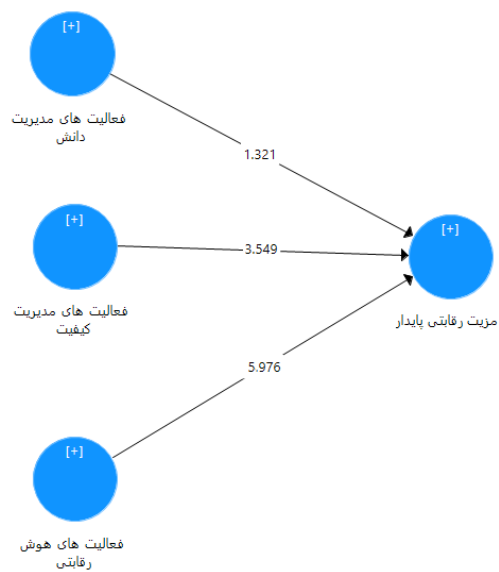 [+]
فعالیت های مدیریت
دانش
1.321
[+]
فعالیت های مدیریت
کیفیت
3.549
[+]
مزیت رقابتی پایدار
5.976
[+]
فعالیت های هوش
رقابتی